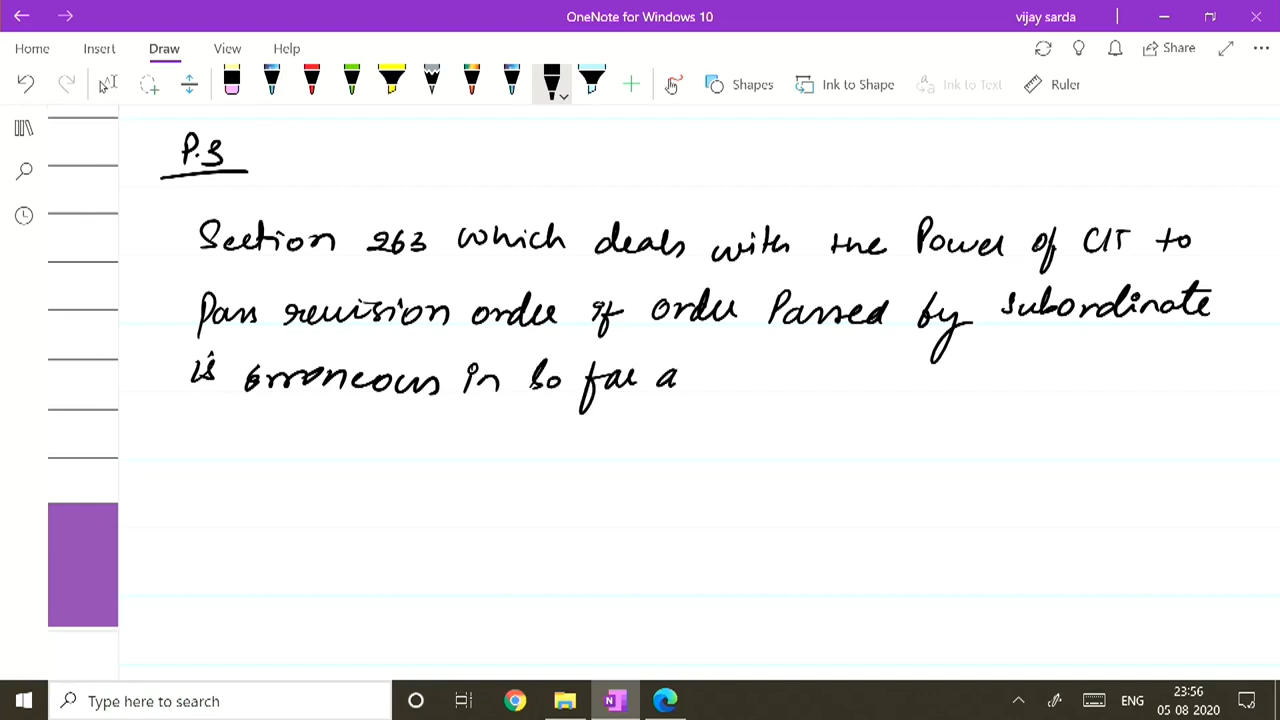 OneNote for Windows 10
vijay sarda
Home Insert Draw View Help
Share
Shapes
Ink to Shape
Ink to Text
Ruler
P.3
Section 263 which deals with the Power of CIT to
Pass revision order if order Passed by subordinate
is erroneous in so far a
Type here to search
ENG
23:56
05-08-2020